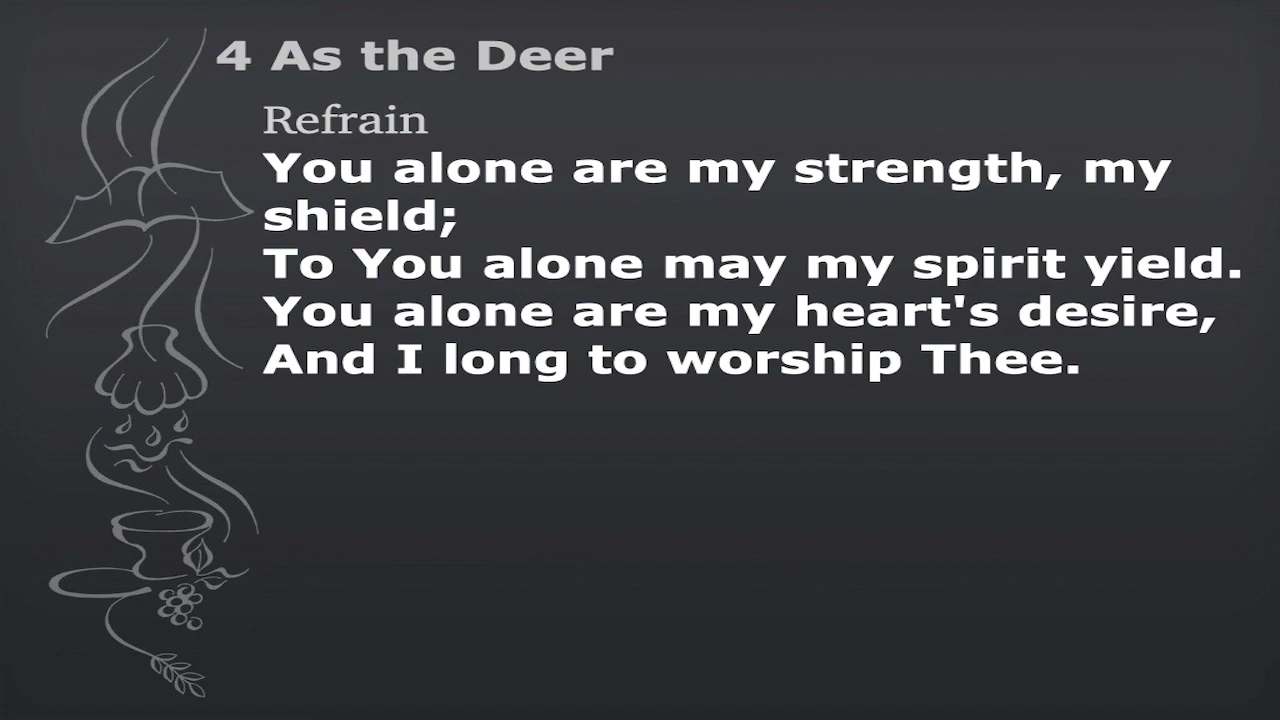 4 As the Deer
Refrain
You alone are my strength, my
shield;
To You alone may my spirit yield.
You alone are my heart's desire,
And I long to worship Thee.